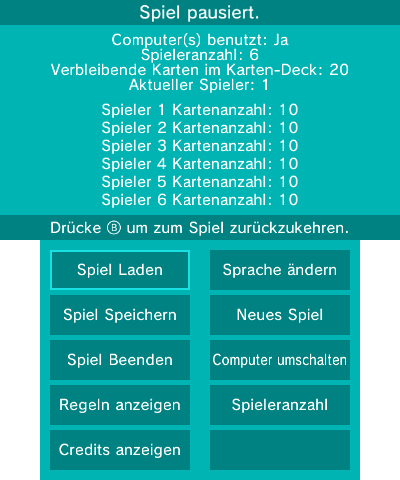 Spiel pausiert.
Computer(s) benutzt: Ja
Spieleranzahl: 6
Verbleibende Karten im Karten-Deck: 20
Aktueller Spieler: 1
Spieler 1 Kartenanzahl: 10
Spieler 2 Kartenanzahl: 10
Spieler 3 Kartenanzahl: 10
Spieler 4 Kartenanzahl: 10
Spieler 5 Kartenanzahl: 10
Spieler 6 Kartenanzahl: 10
Drücke Ⓑ um zum Spiel zurückzukehren.
Spiel Laden
Sprache ändern
Spiel Speichern
Neues Spiel
Spiel Beenden
Computer umschalten
Regeln anzeigen
Spieleranzahl
Credits anzeigen